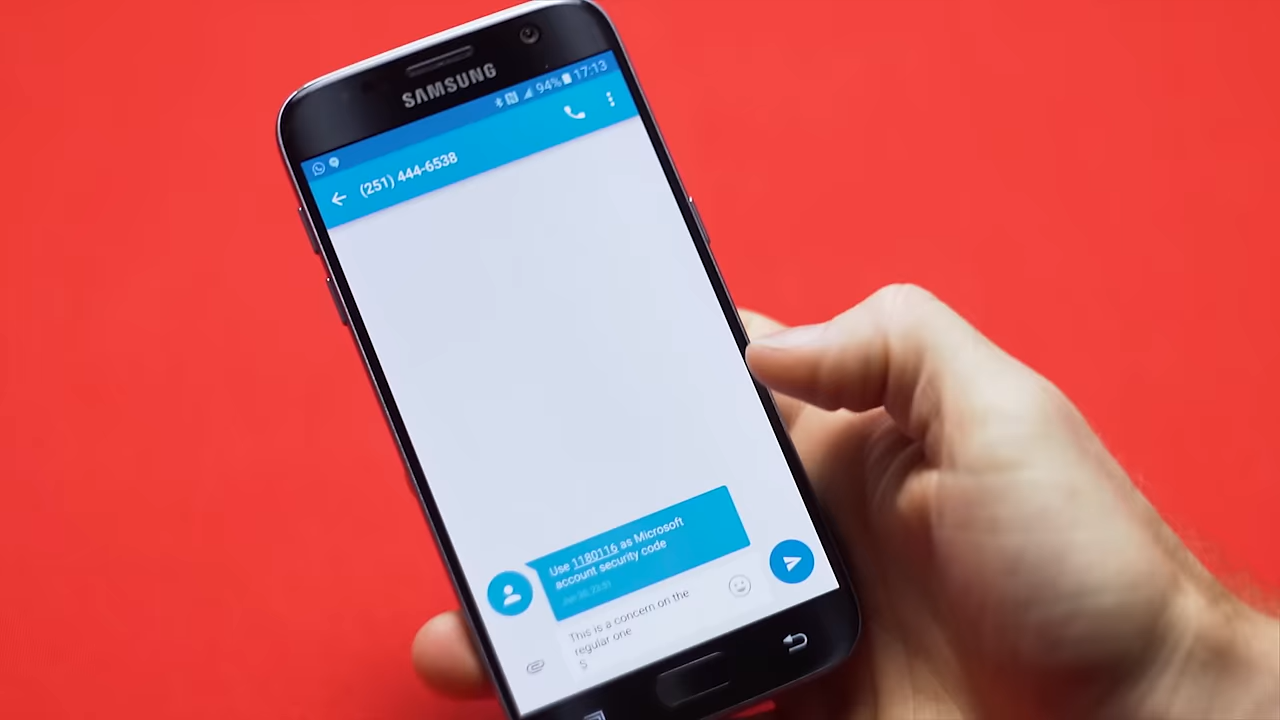 SAMSUNG
94% 17:13
(251) 444-6538
Use 1180116 as Microsoft
account security code
This is a concern on the
regular one
S